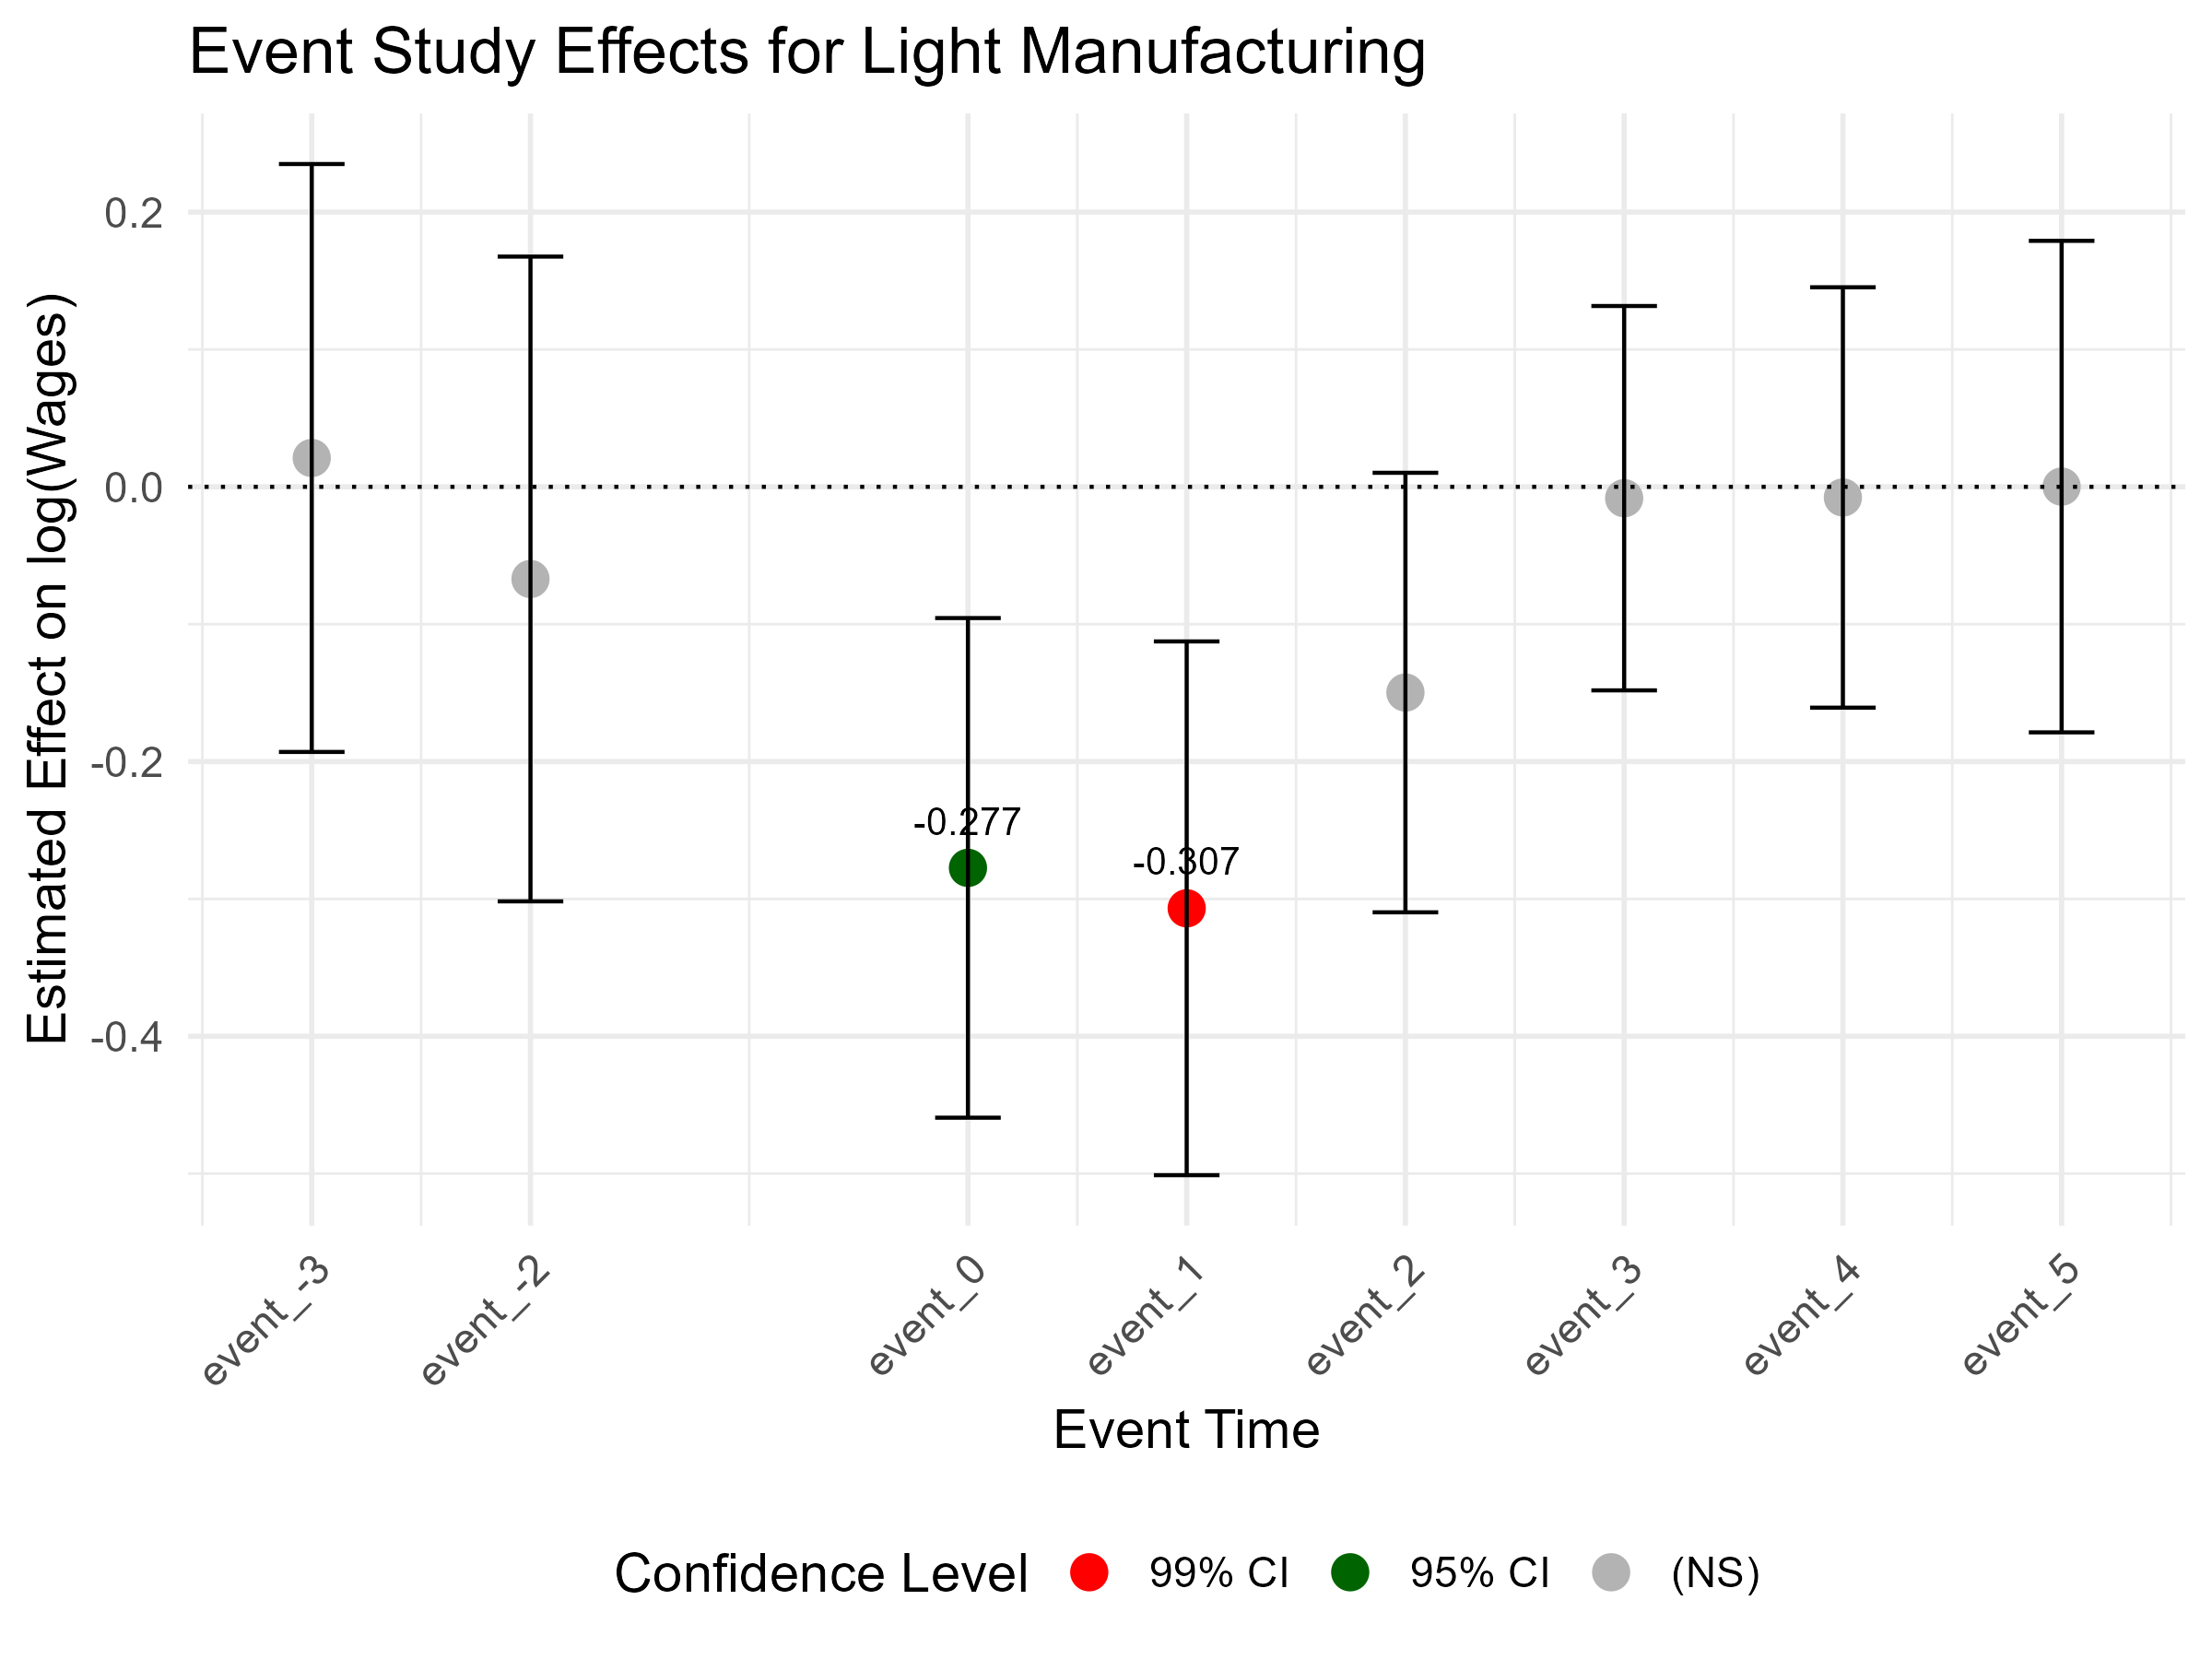 Event Study Effects for Light Manufacturing
Estimated Effect on log(Wages)
0.2
0.0
-0.2
-0.4
-0.277
-0.307
event_-3
event_-2
event_0
event_1
event_2
event_3
event_4
event_5
Event Time
Confidence Level 99% CI 95% CI (NS)